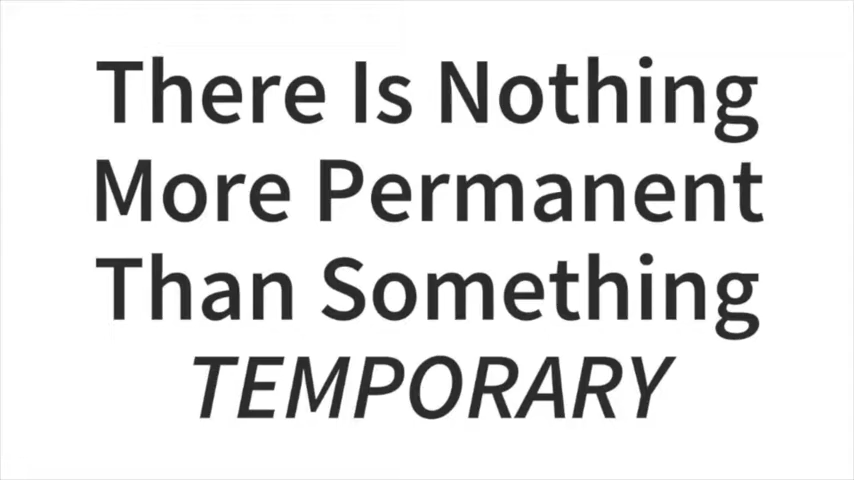 There Is Nothing
More Permanent
Than Something
TEMPORARY